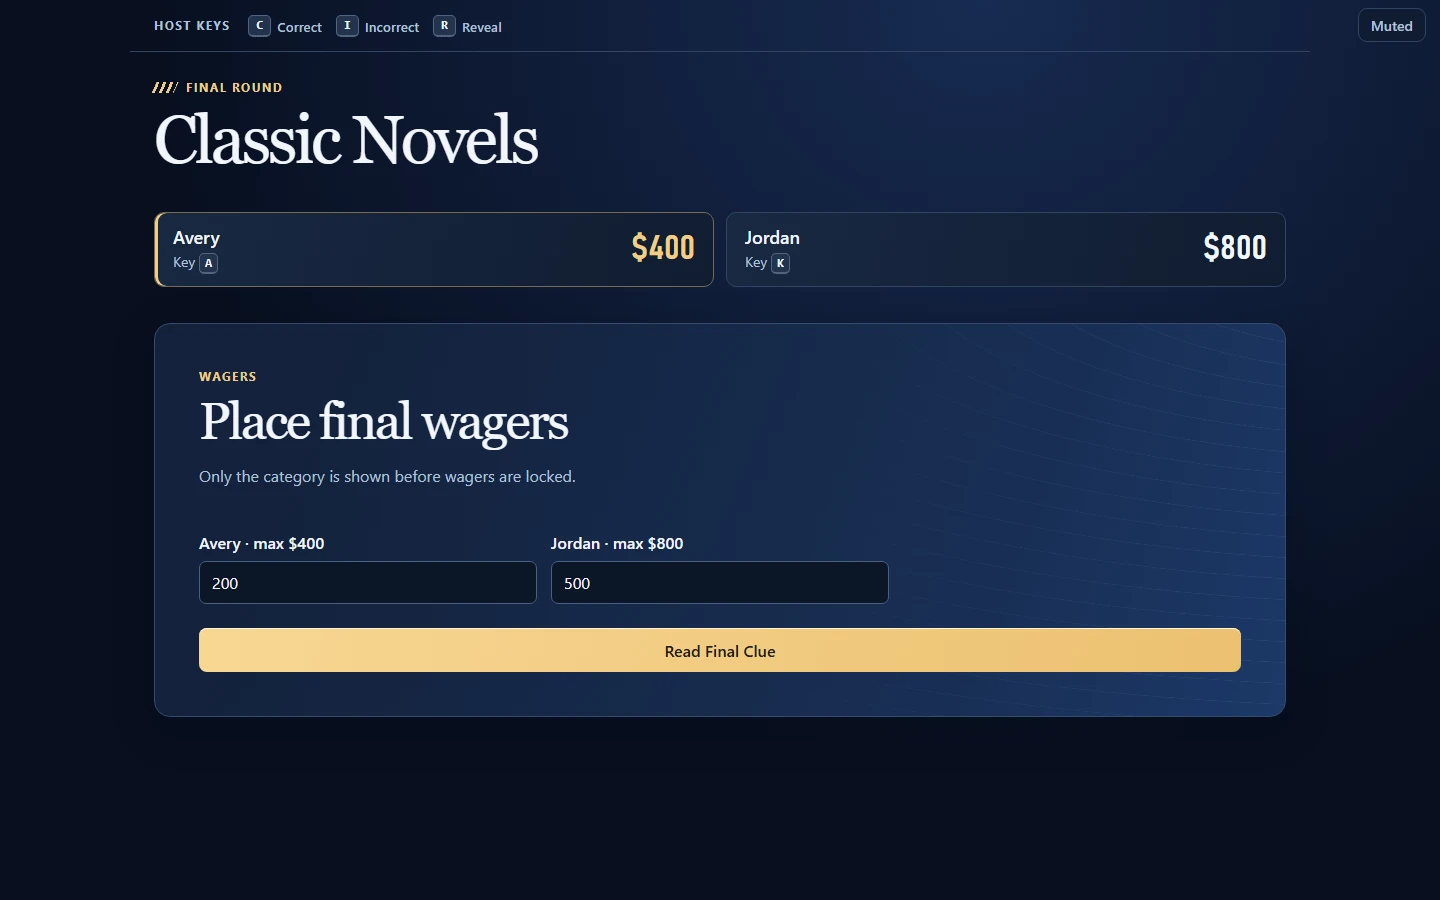 HOST KEYS C Correct I Incorrect R Reveal Muted
FINAL ROUND
Classic Novels
Avery
Key A
$400
Jordan
Key K
$800
WAGERS
Place final wagers
Only the category is shown before wagers are locked.
Avery · max $400
200
Jordan · max $800
500
Read Final Clue